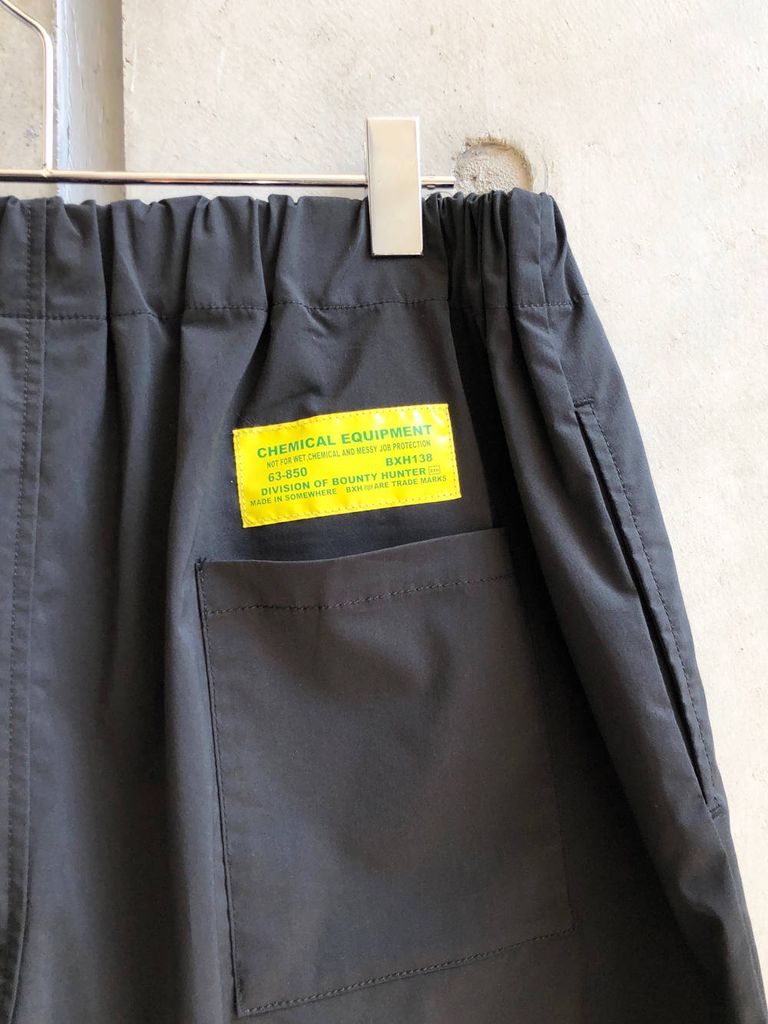 CHEMICAL EQUIPMENT
NOT FOR WET,CHEMICAL AND MESSY JOB PROTECTION
63-850 BXH138
DIVISION OF BOUNTY HUNTER
MADE IN SOMEWHERE BXH ARE TRADE MARKS